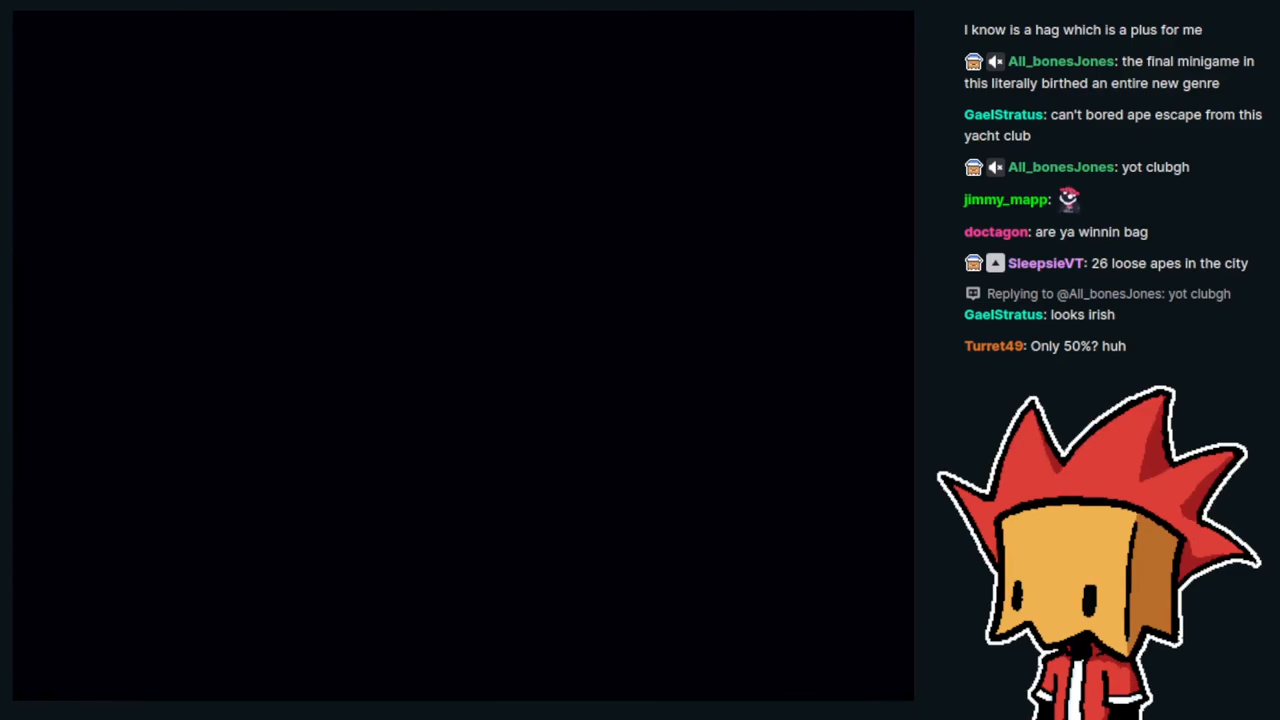 I know is a hag which is a plus for me
All_bonesJones: the final minigame in
this literally birthed an entire new genre
GaelStratus: can't bored ape escape from this
yacht club
All_bonesJones: yot clubgh
jimmy_mapp:
doctagon: are ya winnin bag
SleepsieVT: 26 loose apes in the city
Replying to @All_bonesJones: yot clubgh
GaelStratus: looks irish
Turret49: Only 50%? huh